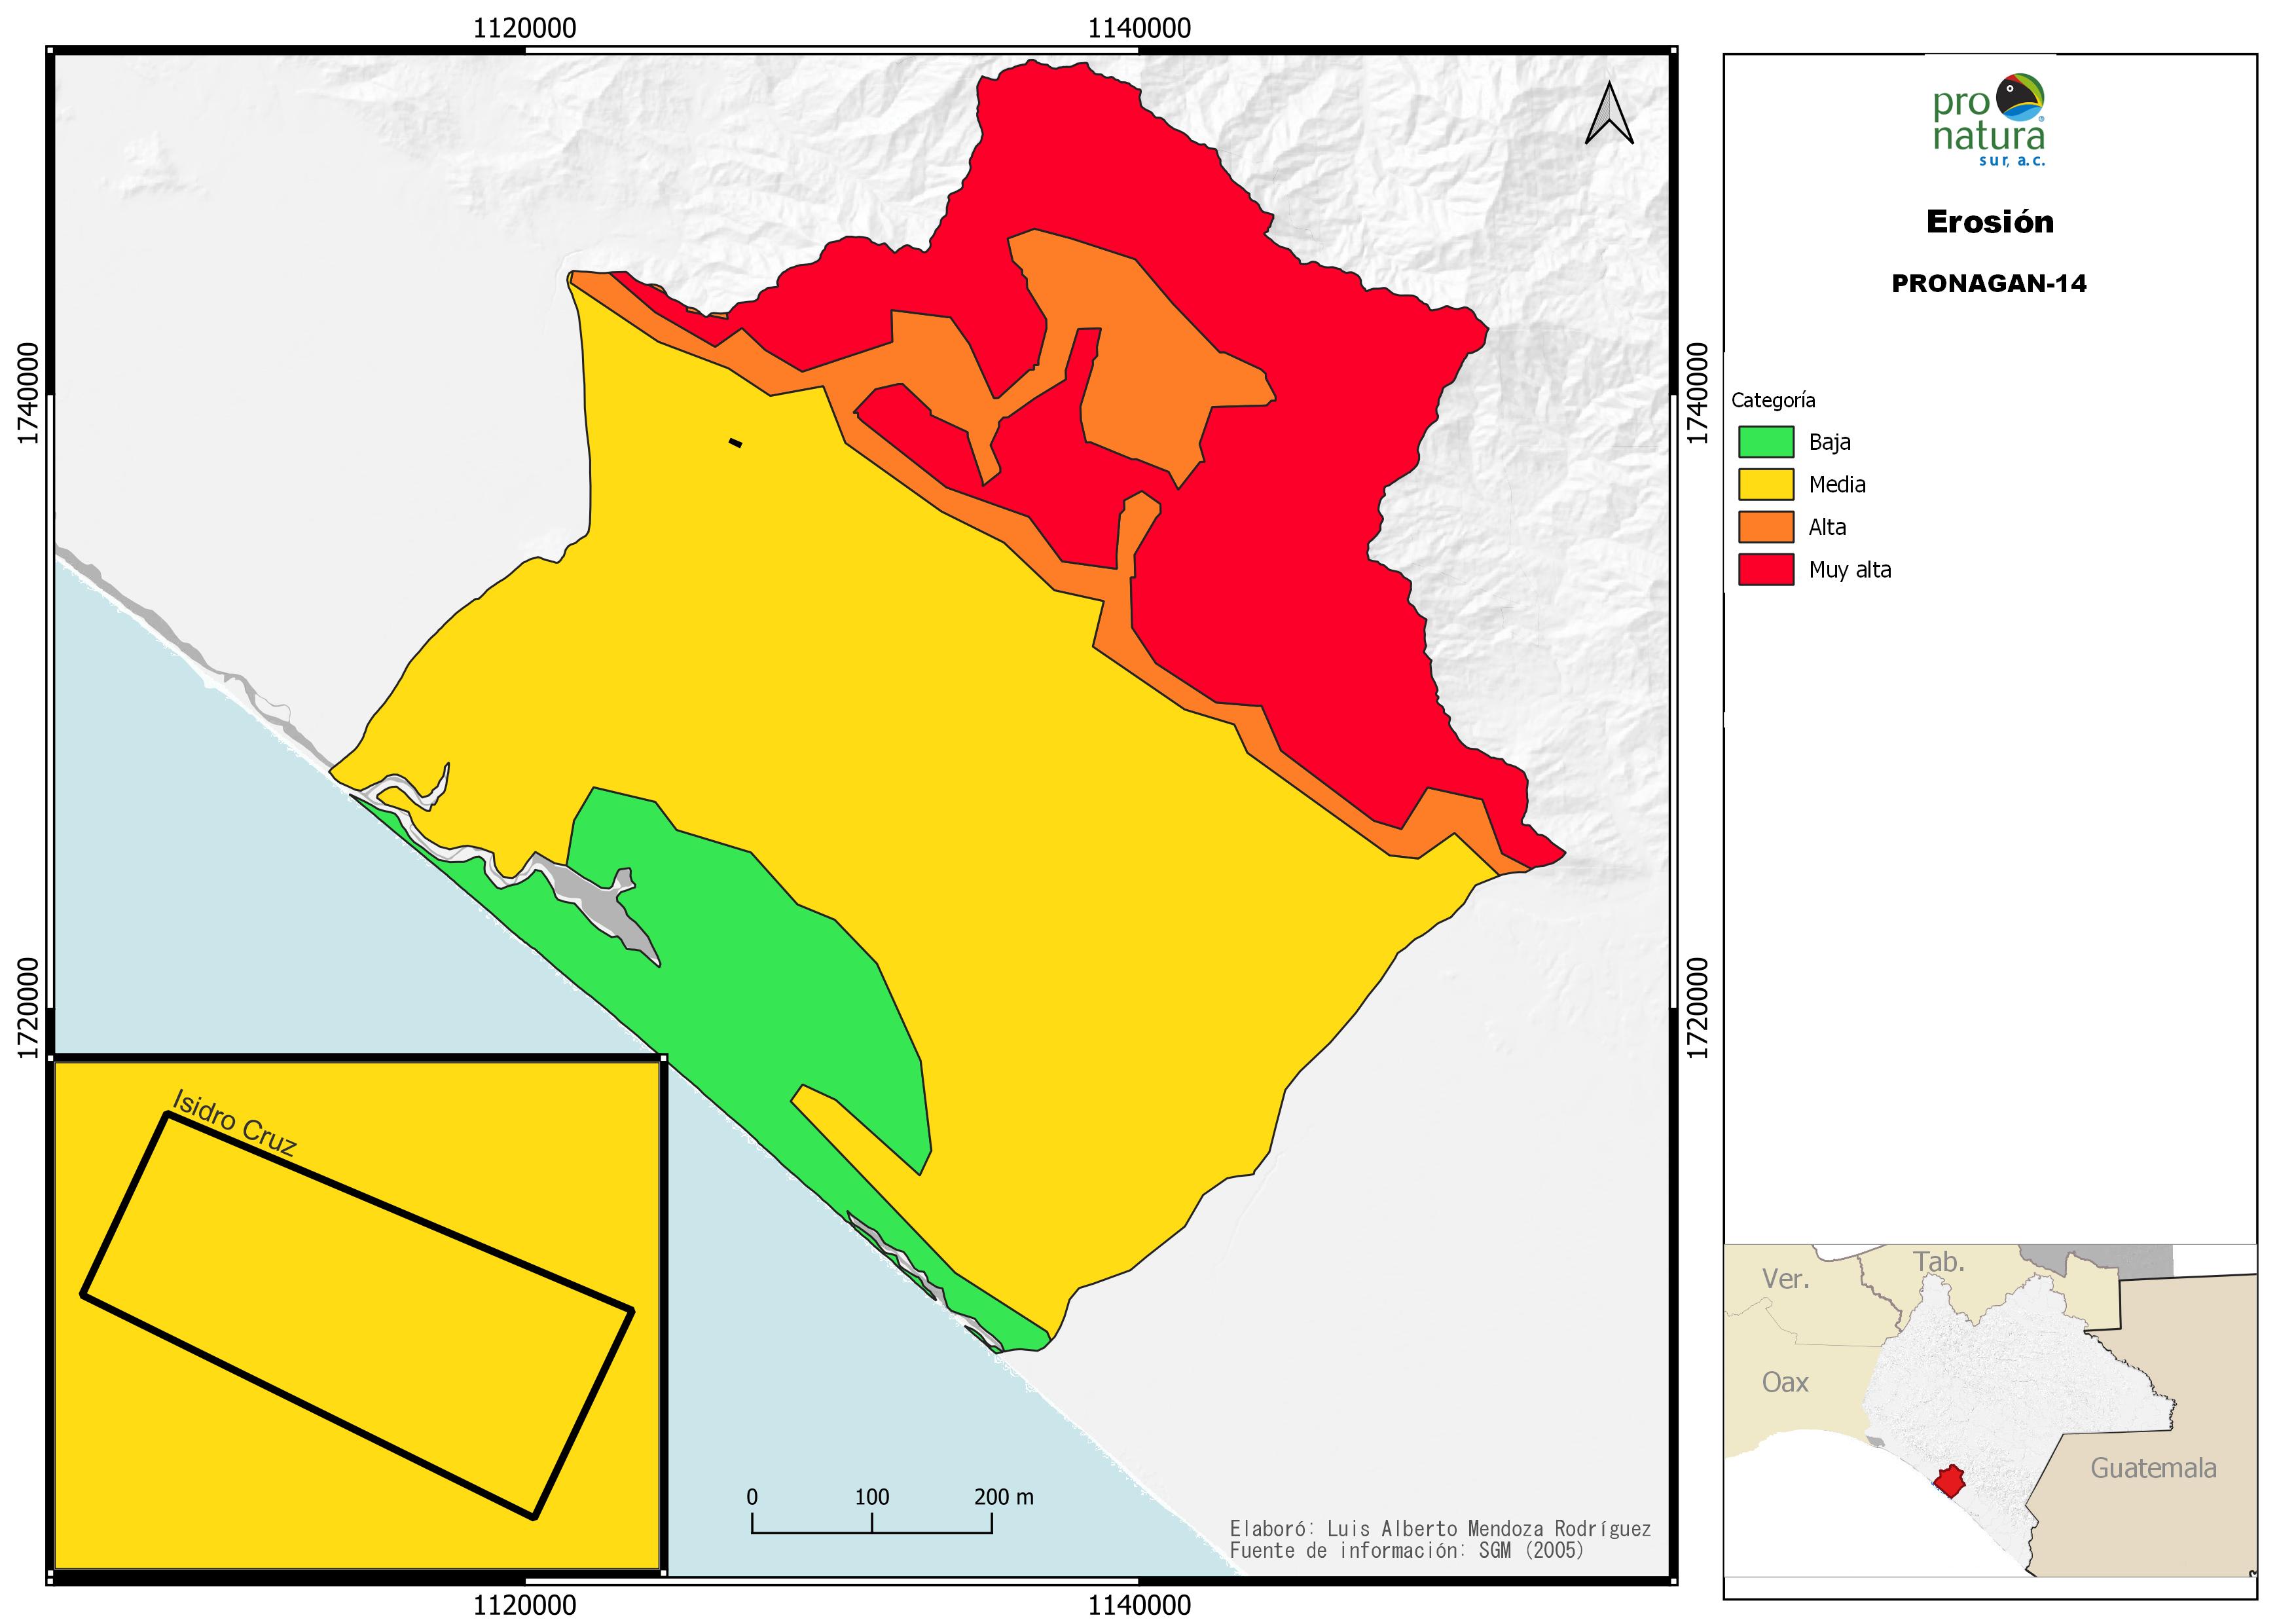 1120000
1140000
1740000
1740000
1720000
1720000
Isidro Cruz
0
100
200 m
Elaboró: Luis Alberto Mendoza Rodríguez
Fuente de información: SGM (2005)
1120000
1140000
pro
natura
sur, a.c.
Erosión
PRONAGAN-14
Categoría
Baja
Media
Alta
Muy alta
Ver.
Tab.
Oax
Guatemala